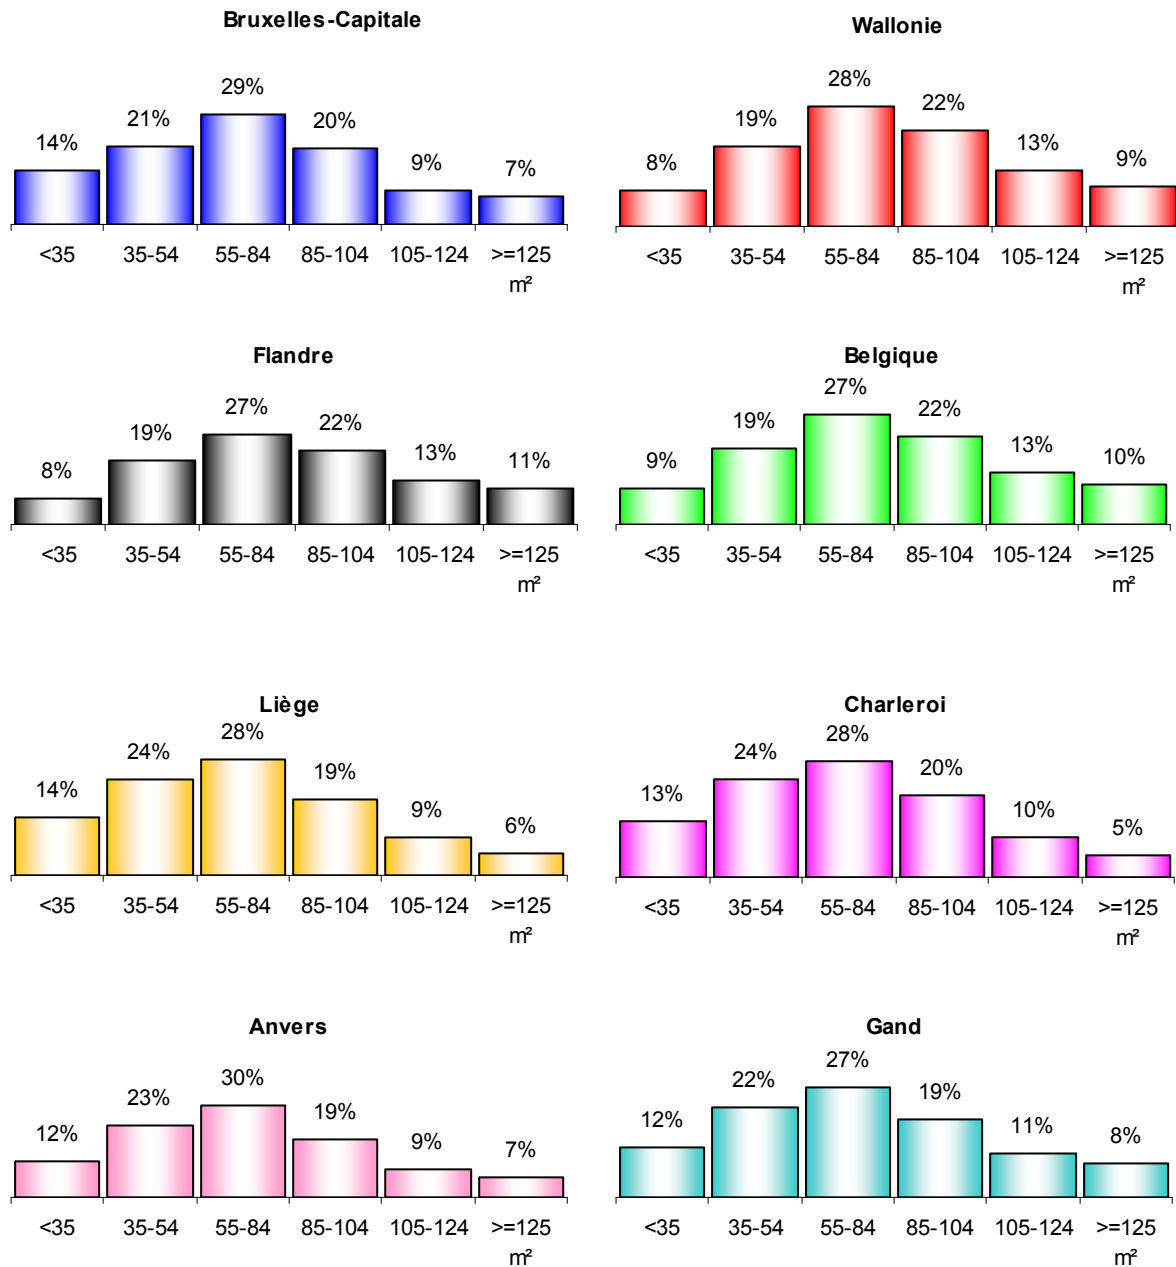 Bruxelles-Capitale
14% 21% 29% 20% 9% 7%
<35 35-54 55-84 85-104 105-124 >=125
m²
Wallonie
8% 19% 28% 22% 13% 9%
<35 35-54 55-84 85-104 105-124 >=125
m²
Flandre
8% 19% 27% 22% 13% 11%
<35 35-54 55-84 85-104 105-124 >=125
m²
Belgique
9% 19% 27% 22% 13% 10%
<35 35-54 55-84 85-104 105-124 >=125
m²
Liège
14% 24% 28% 19% 9% 6%
<35 35-54 55-84 85-104 105-124 >=125
m²
Charleroi
13% 24% 28% 20% 10% 5%
<35 35-54 55-84 85-104 105-124 >=125
m²
Anvers
12% 23% 30% 19% 9% 7%
<35 35-54 55-84 85-104 105-124 >=125
m²
Gand
12% 22% 27% 19% 11% 8%
<35 35-54 55-84 85-104 105-124 >=125
m²